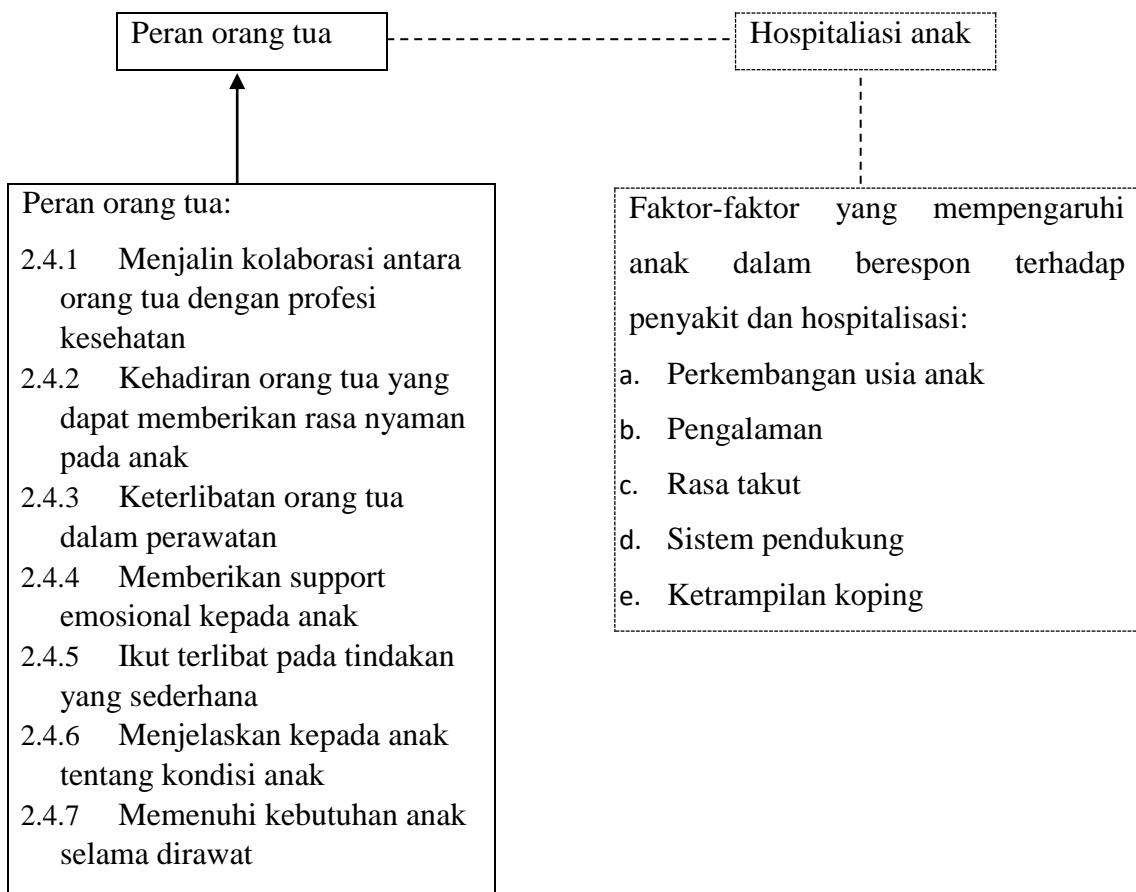 Peran orang tua
Hospitaliasi anak
Peran orang tua:
2.4.1 Menjalin kolaborasi antara
orang tua dengan profesi
kesehatan
2.4.2 Kehadiran orang tua yang
dapat memberikan rasa nyaman
pada anak
2.4.3 Keterlibatan orang tua
dalam perawatan
2.4.4 Memberikan support
emosional kepada anak
2.4.5 Ikut terlibat pada tindakan
yang sederhana
2.4.6 Menjelaskan kepada anak
tentang kondisi anak
2.4.7 Memenuhi kebutuhan anak
selama dirawat
Faktor-faktor yang mempengaruhi
anak dalam berespon terhadap
penyakit dan hospitalisasi:
a. Perkembangan usia anak
b. Pengalaman
c. Rasa takut
d. Sistem pendukung
e. Ketrampilan koping